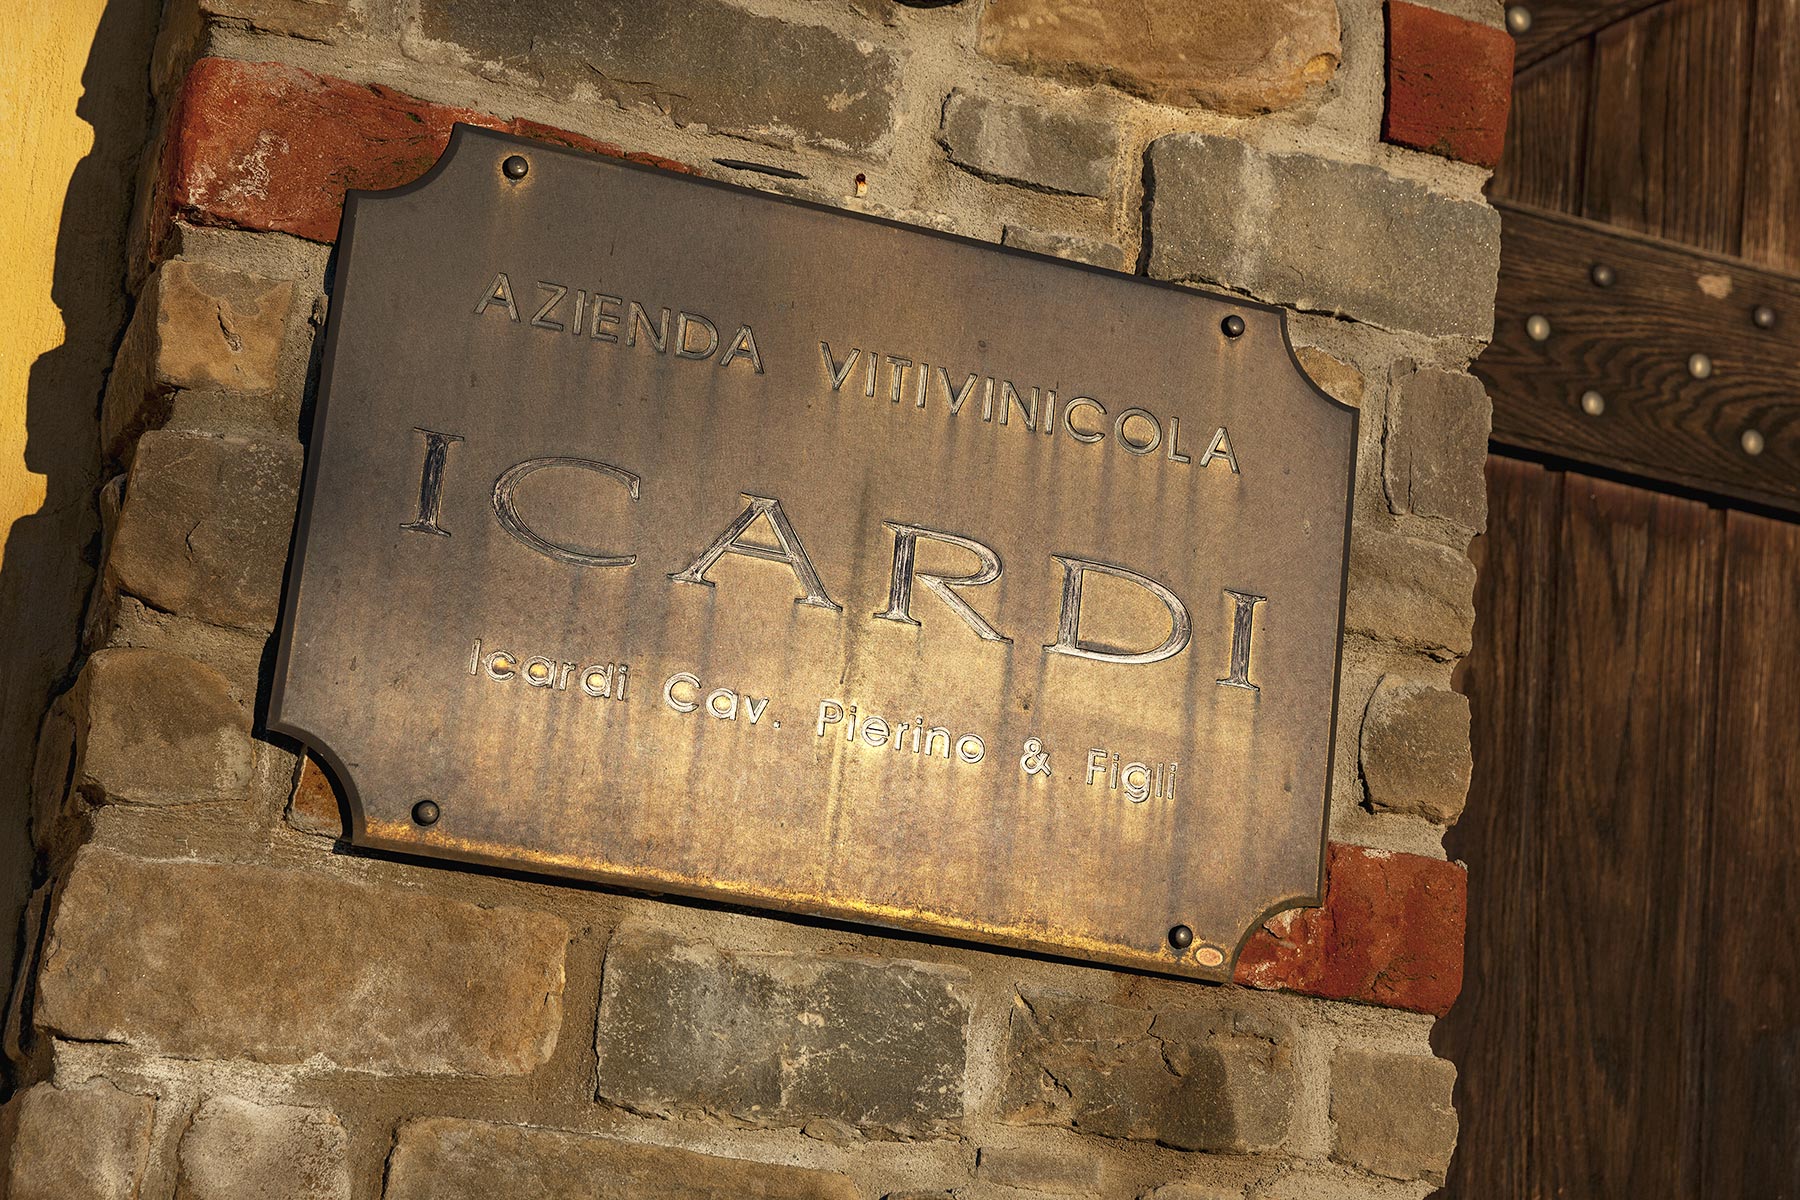 AZIENDA VITIVINICOLA
ICARDI
Icardi Cav. Pierino & Figli